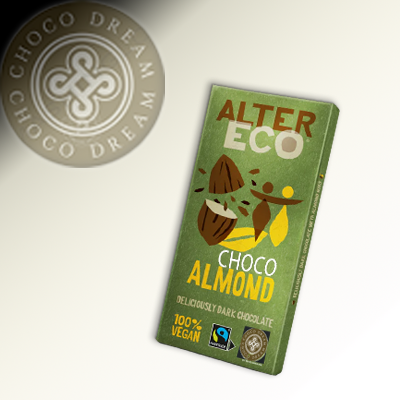 CHOCO DREAM
CHOCO DREAM
ALTER
ECO
CHOCO
ALMOND
DELICIOUSLY DARK CHOCOLATE
100%
VEGAN